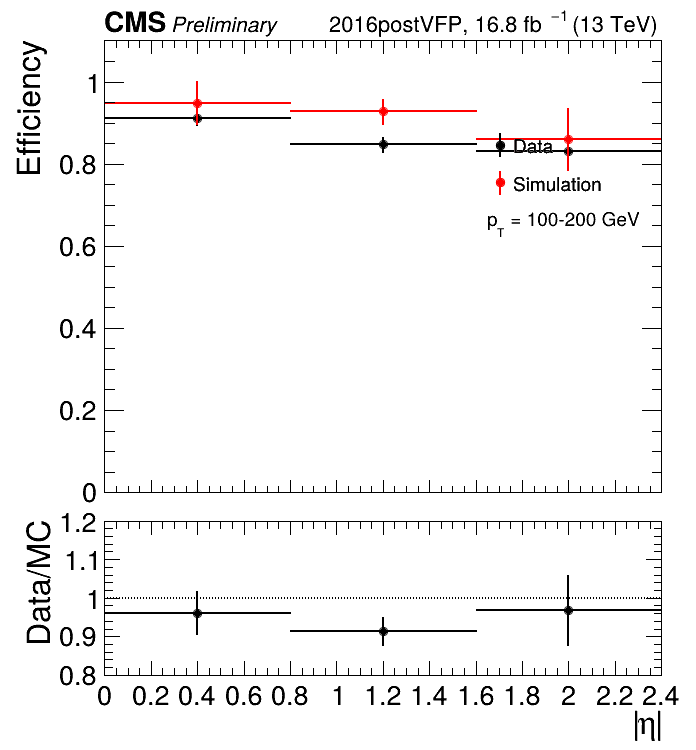 CMS Preliminary 2016postVFP, 16.8 fb ⁻¹ (13 TeV)
Efficiency
1
0.8
0.6
0.4
0.2
0
Data
Simulation
p_T = 100-200 GeV
Data/MC
1.2
1.1
1
0.9
0.8
0 0.2 0.4 0.6 0.8 1 1.2 1.4 1.6 1.8 2 2.2 2.4
|η|